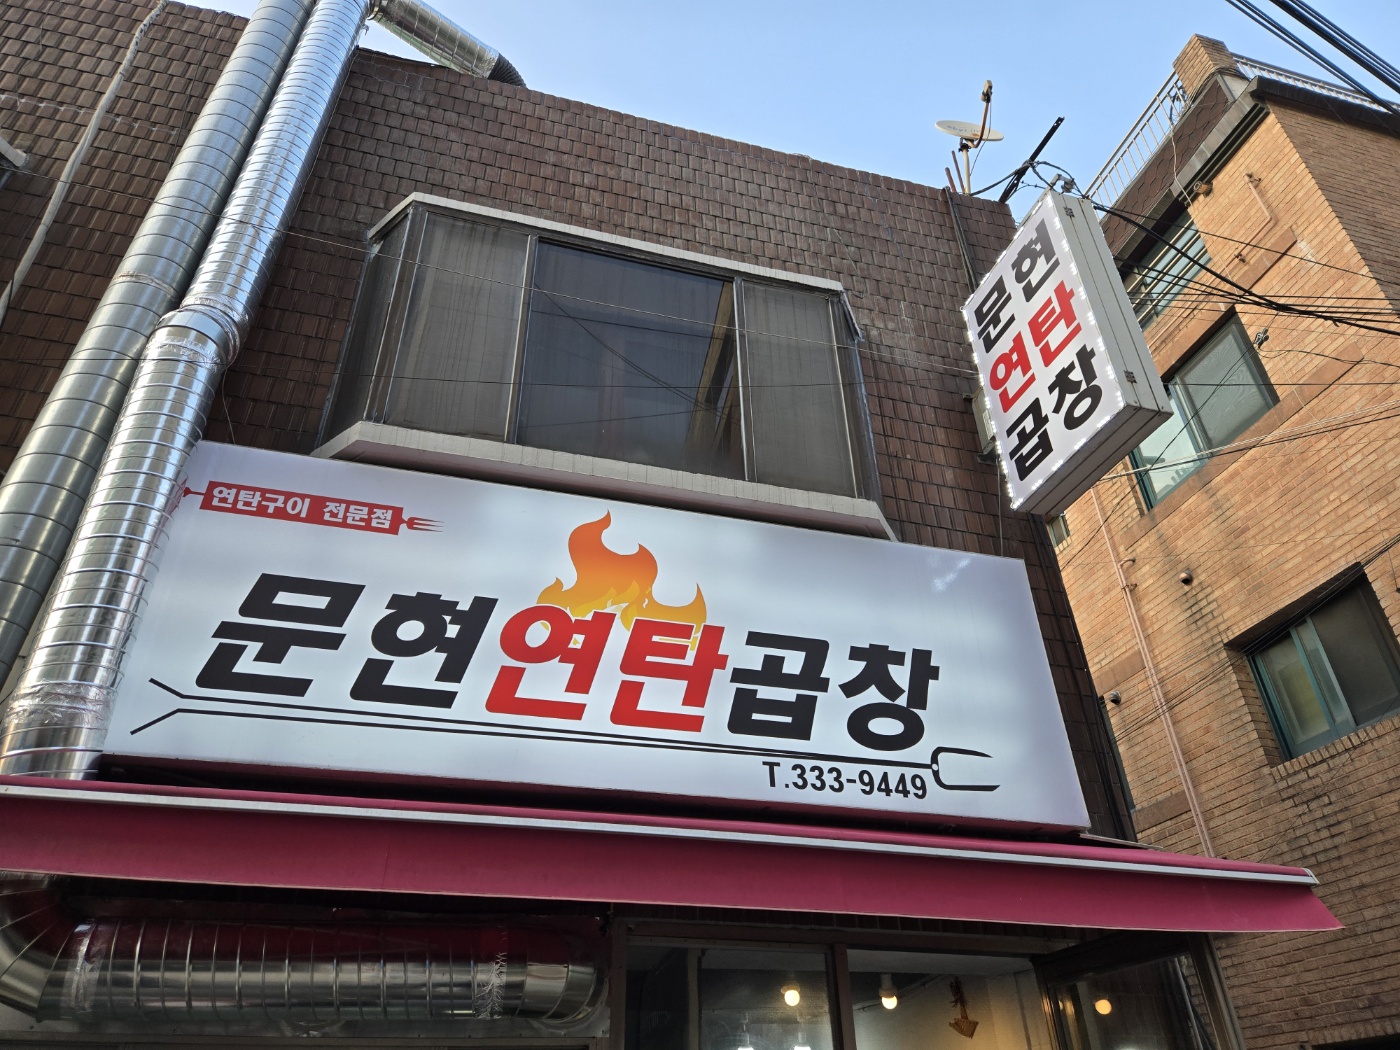 연탄구이 전문점
문현연탄곱창
T.333-9449
문현
연탄
곱창